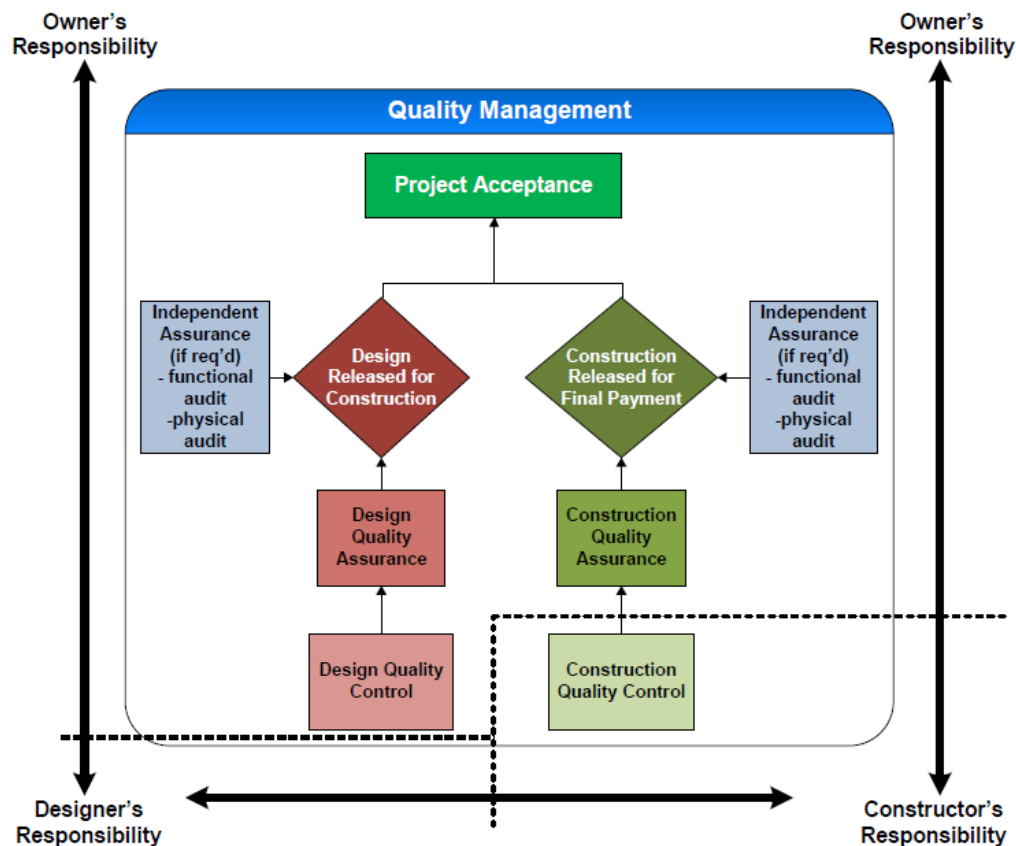 Owner's
Responsibility
Owner's
Responsibility
Quality Management
Project Acceptance
Independent
Assurance
(if req'd)
- functional
audit
-physical
audit
Design
Released for
Construction
Construction
Released for
Final Payment
Independent
Assurance
(if req'd)
- functional
audit
-physical
audit
Design
Quality
Assurance
Construction
Quality
Assurance
Design Quality
Control
Construction
Quality Control
Designer's
Responsibility
Constructor's
Responsibility